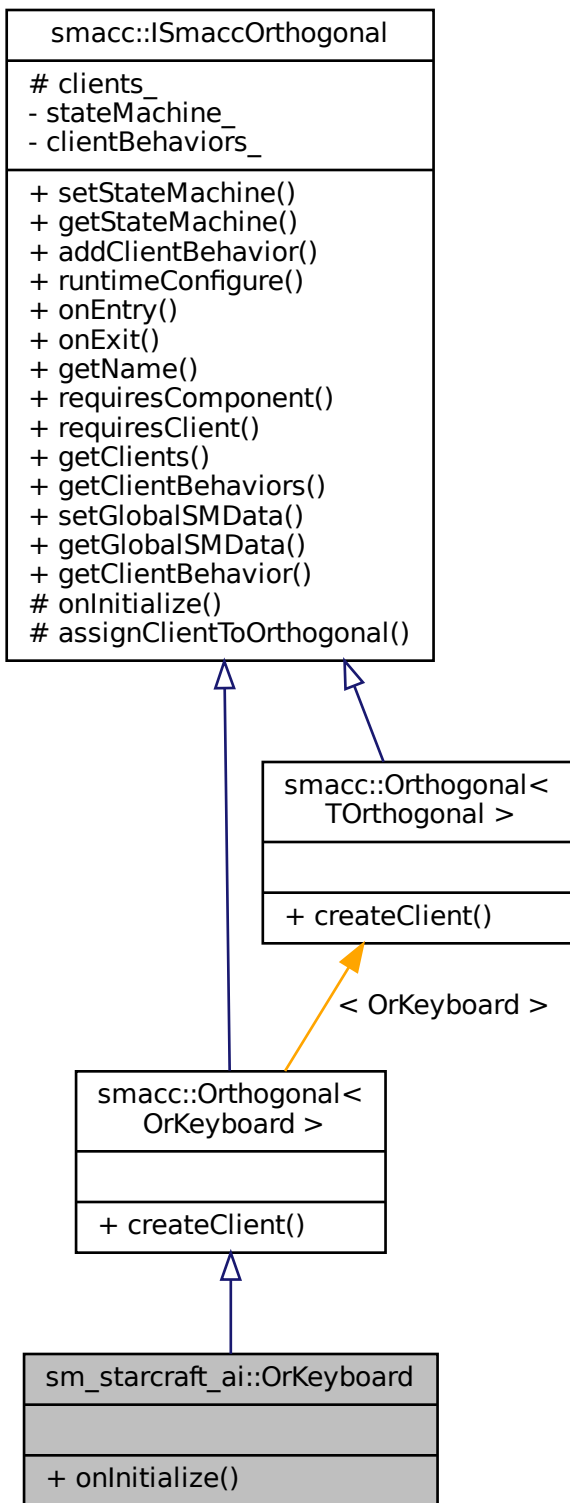 smacc::ISmaccOrthogonal
# clients_
- stateMachine_
- clientBehaviors_
+ setStateMachine()
+ getStateMachine()
+ addClientBehavior()
+ runtimeConfigure()
+ onEntry()
+ onExit()
+ getName()
+ requiresComponent()
+ requiresClient()
+ getClients()
+ getClientBehaviors()
+ setGlobalSMData()
+ getGlobalSMData()
+ getClientBehavior()
# onInitialize()
# assignClientToOrthogonal()
smacc::Orthogonal<
TOrthogonal >
+ createClient()
< OrKeyboard >
smacc::Orthogonal<
OrKeyboard >
+ createClient()
sm_starcraft_ai::OrKeyboard
+ onInitialize()